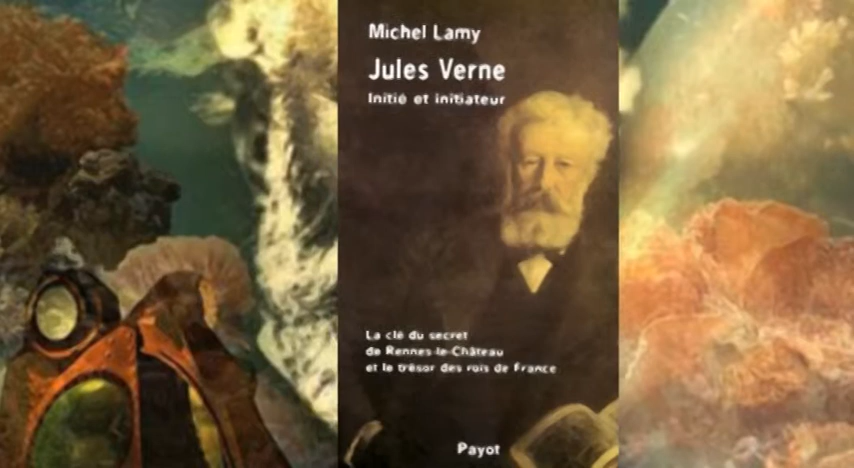 Michel Lamy
Jules Verne
Initié et initiateur
La clé du secret
de Rennes-le-Château
et le trésor des rois de France
Payot